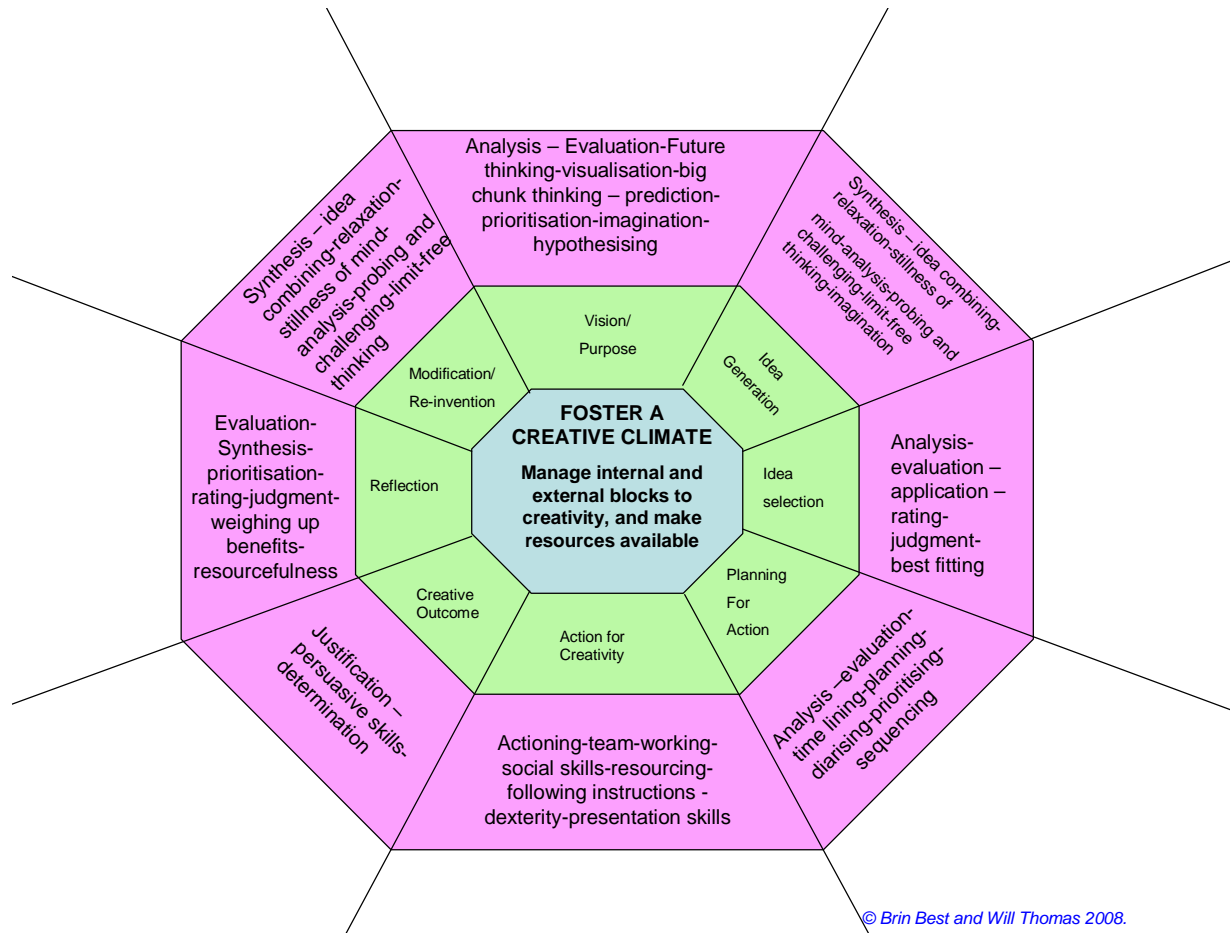 Analysis – Evaluation-Future
thinking-visualisation-big
chunk thinking – prediction-
prioritisation-imagination-
hypothesising
Synthesis – idea combining-
relaxation-stillness of
mind-analysis-probing and
challenging-limit-free
thinking-imagination
Analysis-
evaluation –
application –
rating-
judgment-
best fitting
Analysis –evaluation-
time lining-planning-
diarising-prioritising-
sequencing
Actioning-team-working-
social skills-resourcing-
following instructions -
dexterity-presentation skills
Justification –
persuasive skills-
determination
Evaluation-
Synthesis-
prioritisation-
rating-judgment-
weighing up
benefits-
resourcefulness
Synthesis – idea
combining-relaxation-
stillness of mind-
analysis-probing and
challenging-limit-free
thinking
Vision/
Purpose
Idea
Generation
Idea
selection
Planning
For
Action
Action for
Creativity
Creative
Outcome
Reflection
Modification/
Re-invention
FOSTER A
CREATIVE CLIMATE
Manage internal and
external blocks to
creativity, and make
resources available
© Brin Best and Will Thomas 2008.